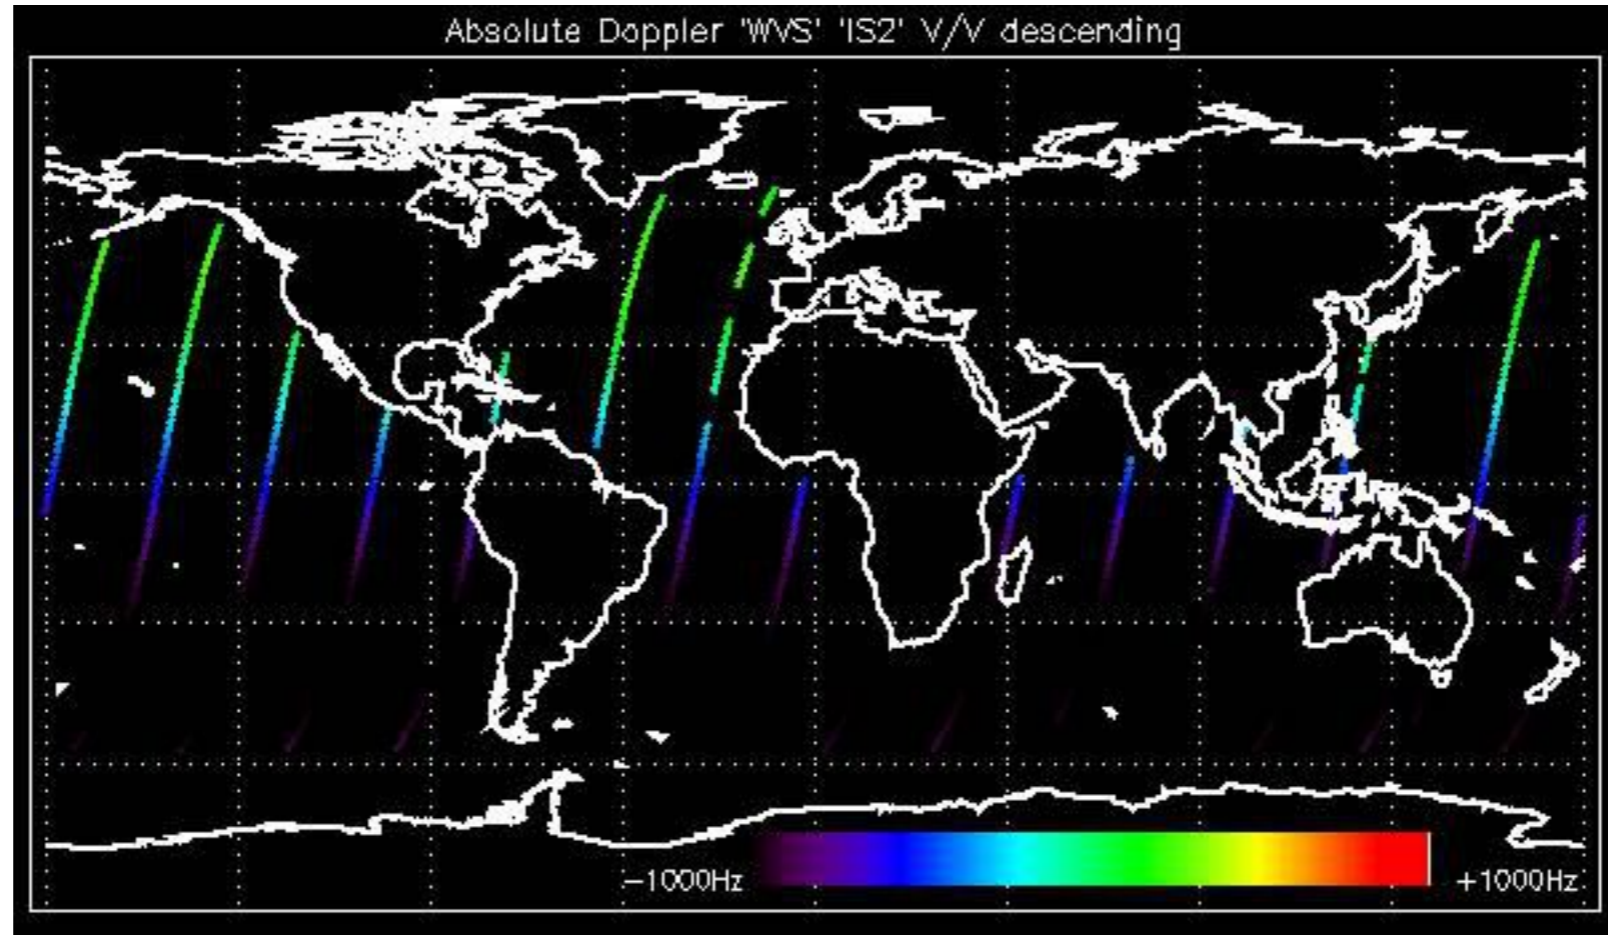 Absolute Doppler 'WVS' 'IS2' V/V descending
−1000Hz +1000Hz